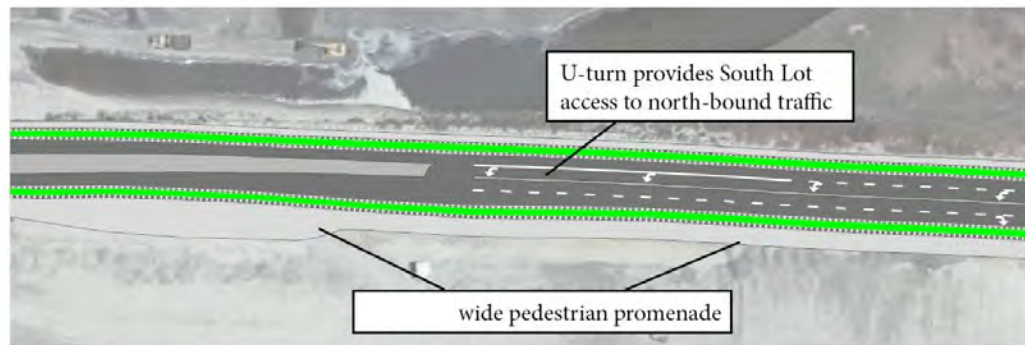 U-turn provides South Lot
access to north-bound traffic
wide pedestrian promenade